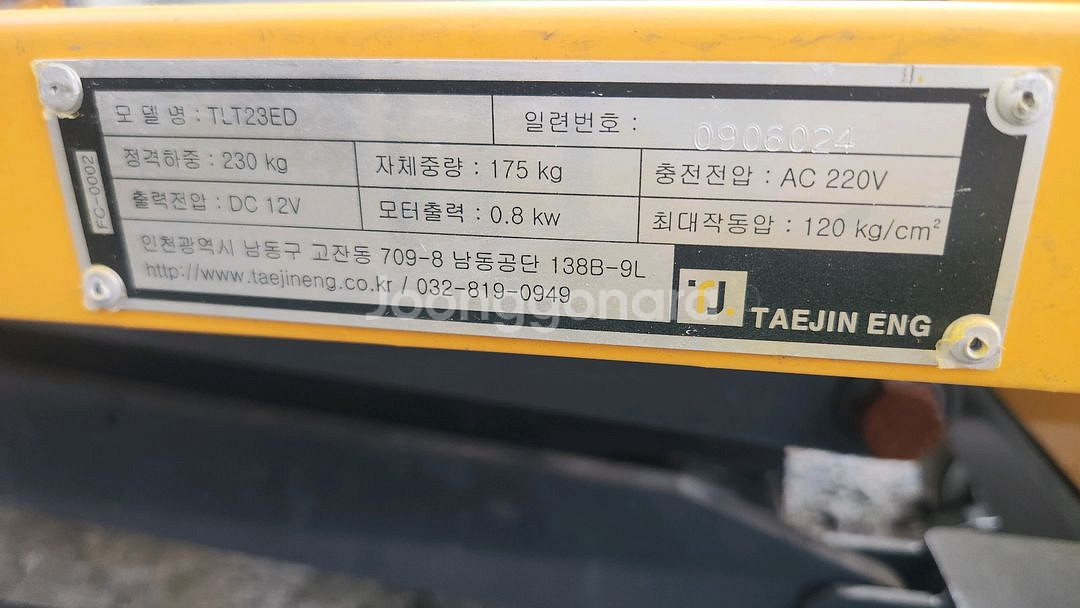 모 델 명 : TLT23ED
일련번호 : 0906024
정격하중 : 230 kg
자체중량 : 175 kg
충전전압 : AC 220V
출력전압 : DC 12V
모터출력 : 0.8 kw
최대작동압 : 120 kg/cm²
인천광역시 남동구 고잔동 709-8 남동공단 138B-9L
http://www.taejineng.co.kr / 032-819-0949
FC-0002
TJ.
TAEJIN ENG
Joonggonara